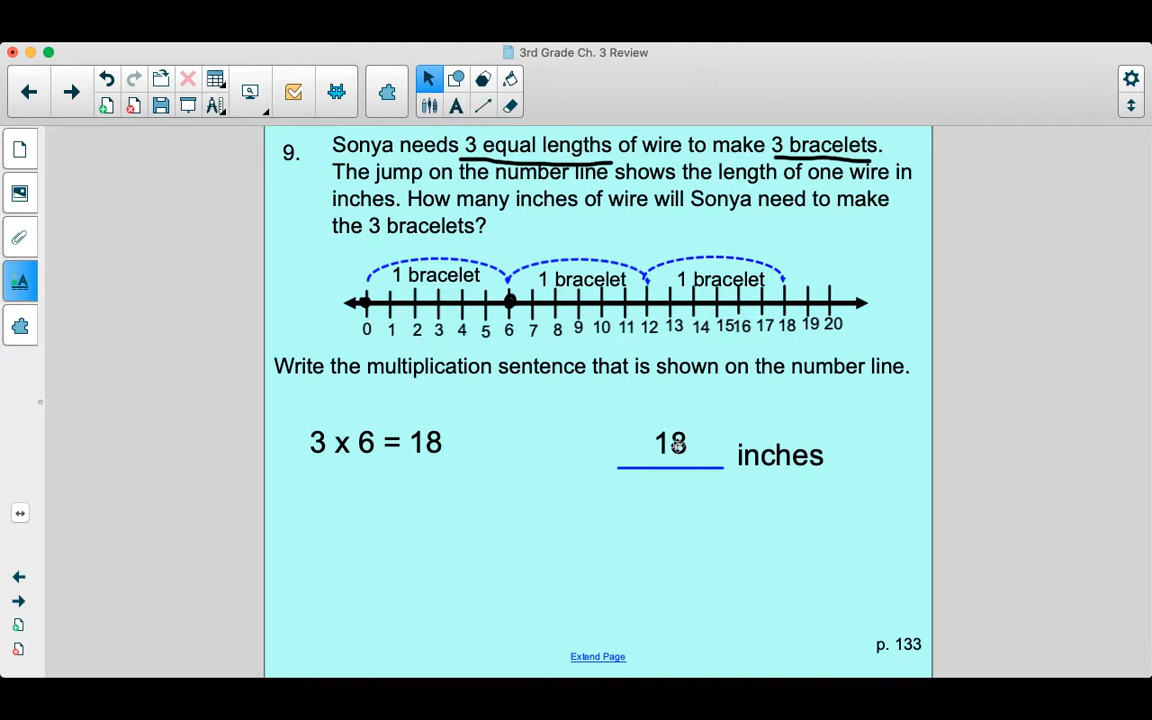 3rd Grade Ch. 3 Review
9.
Sonya needs 3 equal lengths of wire to make 3 bracelets.
The jump on the number line shows the length of one wire in
inches. How many inches of wire will Sonya need to make
the 3 bracelets?
1 bracelet 1 bracelet 1 bracelet
0 1 2 3 4 5 6 7 8 9 10 11 12 13 14 15 16 17 18 19 20
Write the multiplication sentence that is shown on the number line.
3 x 6 = 18
18 inches
p. 133
Extend Page